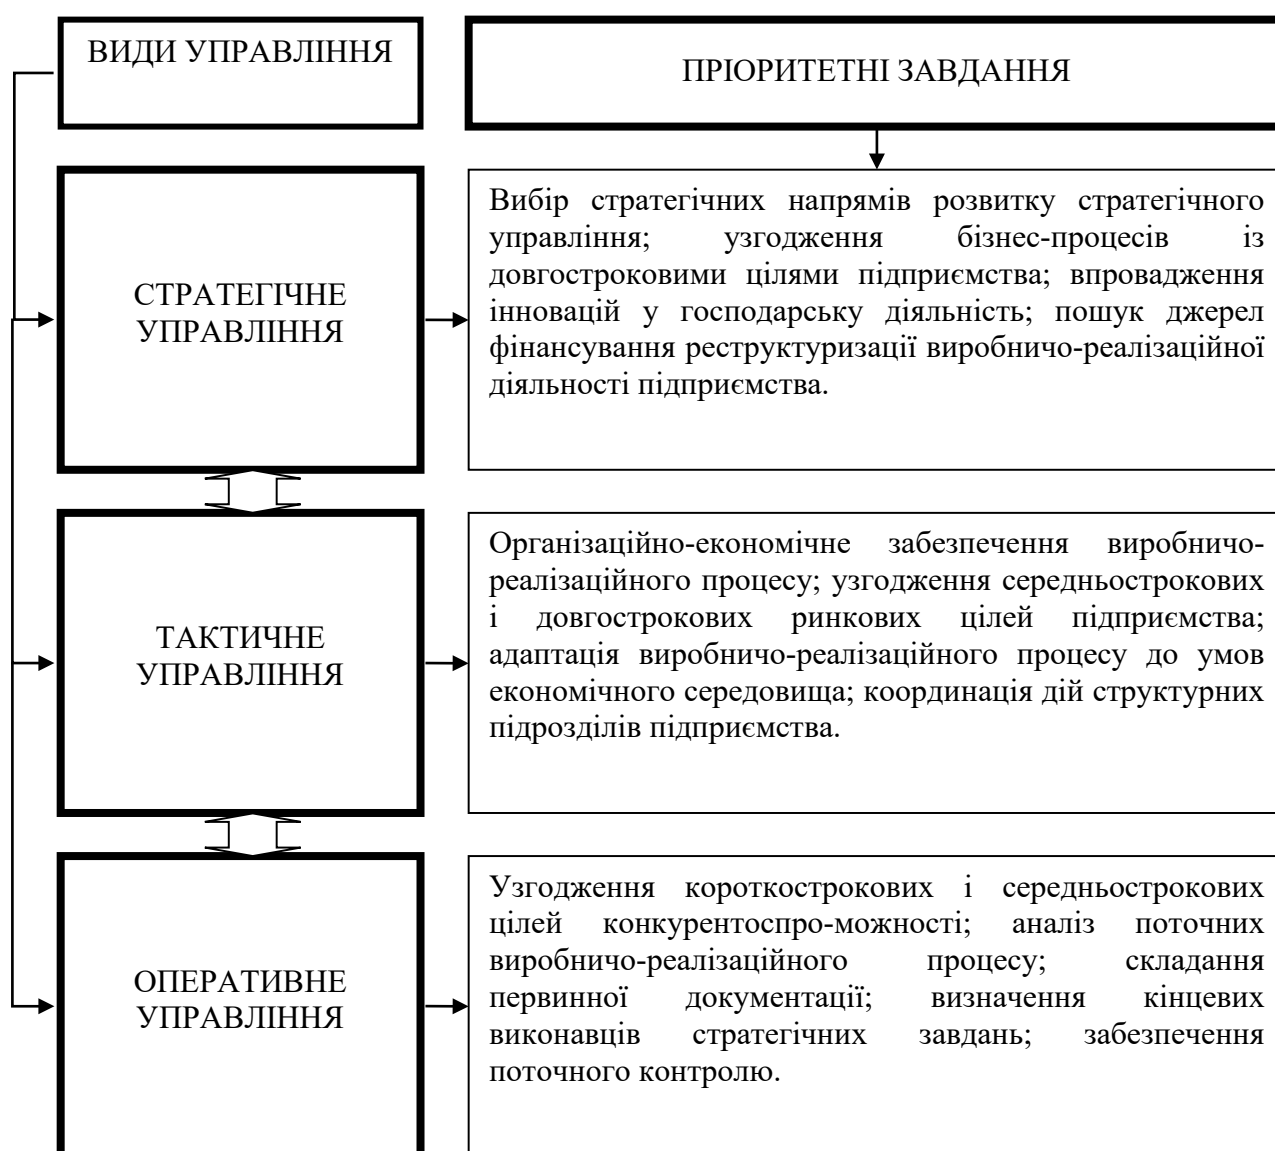 ВИДИ УПРАВЛІННЯ
ПРІОРИТЕТНІ ЗАВДАННЯ
СТРАТЕГІЧНЕ
УПРАВЛІННЯ
Вибір стратегічних напрямів розвитку стратегічного
управління; узгодження бізнес-процесів із
довгостроковими цілями підприємства; впровадження
інновацій у господарську діяльність; пошук джерел
фінансування реструктуризації виробничо-реалізаційної
діяльності підприємства.
ТАКТИЧНЕ
УПРАВЛІННЯ
Організаційно-економічне забезпечення виробничо-
реалізаційного процесу; узгодження середньострокових
і довгострокових ринкових цілей підприємства;
адаптація виробничо-реалізаційного процесу до умов
економічного середовища; координація дій структурних
підрозділів підприємства.
ОПЕРАТИВНЕ
УПРАВЛІННЯ
Узгодження короткострокових і середньострокових
цілей конкурентоспро-можності; аналіз поточних
виробничо-реалізаційного процесу; складання
первинної документації; визначення кінцевих
виконавців стратегічних завдань; забезпечення
поточного контролю.